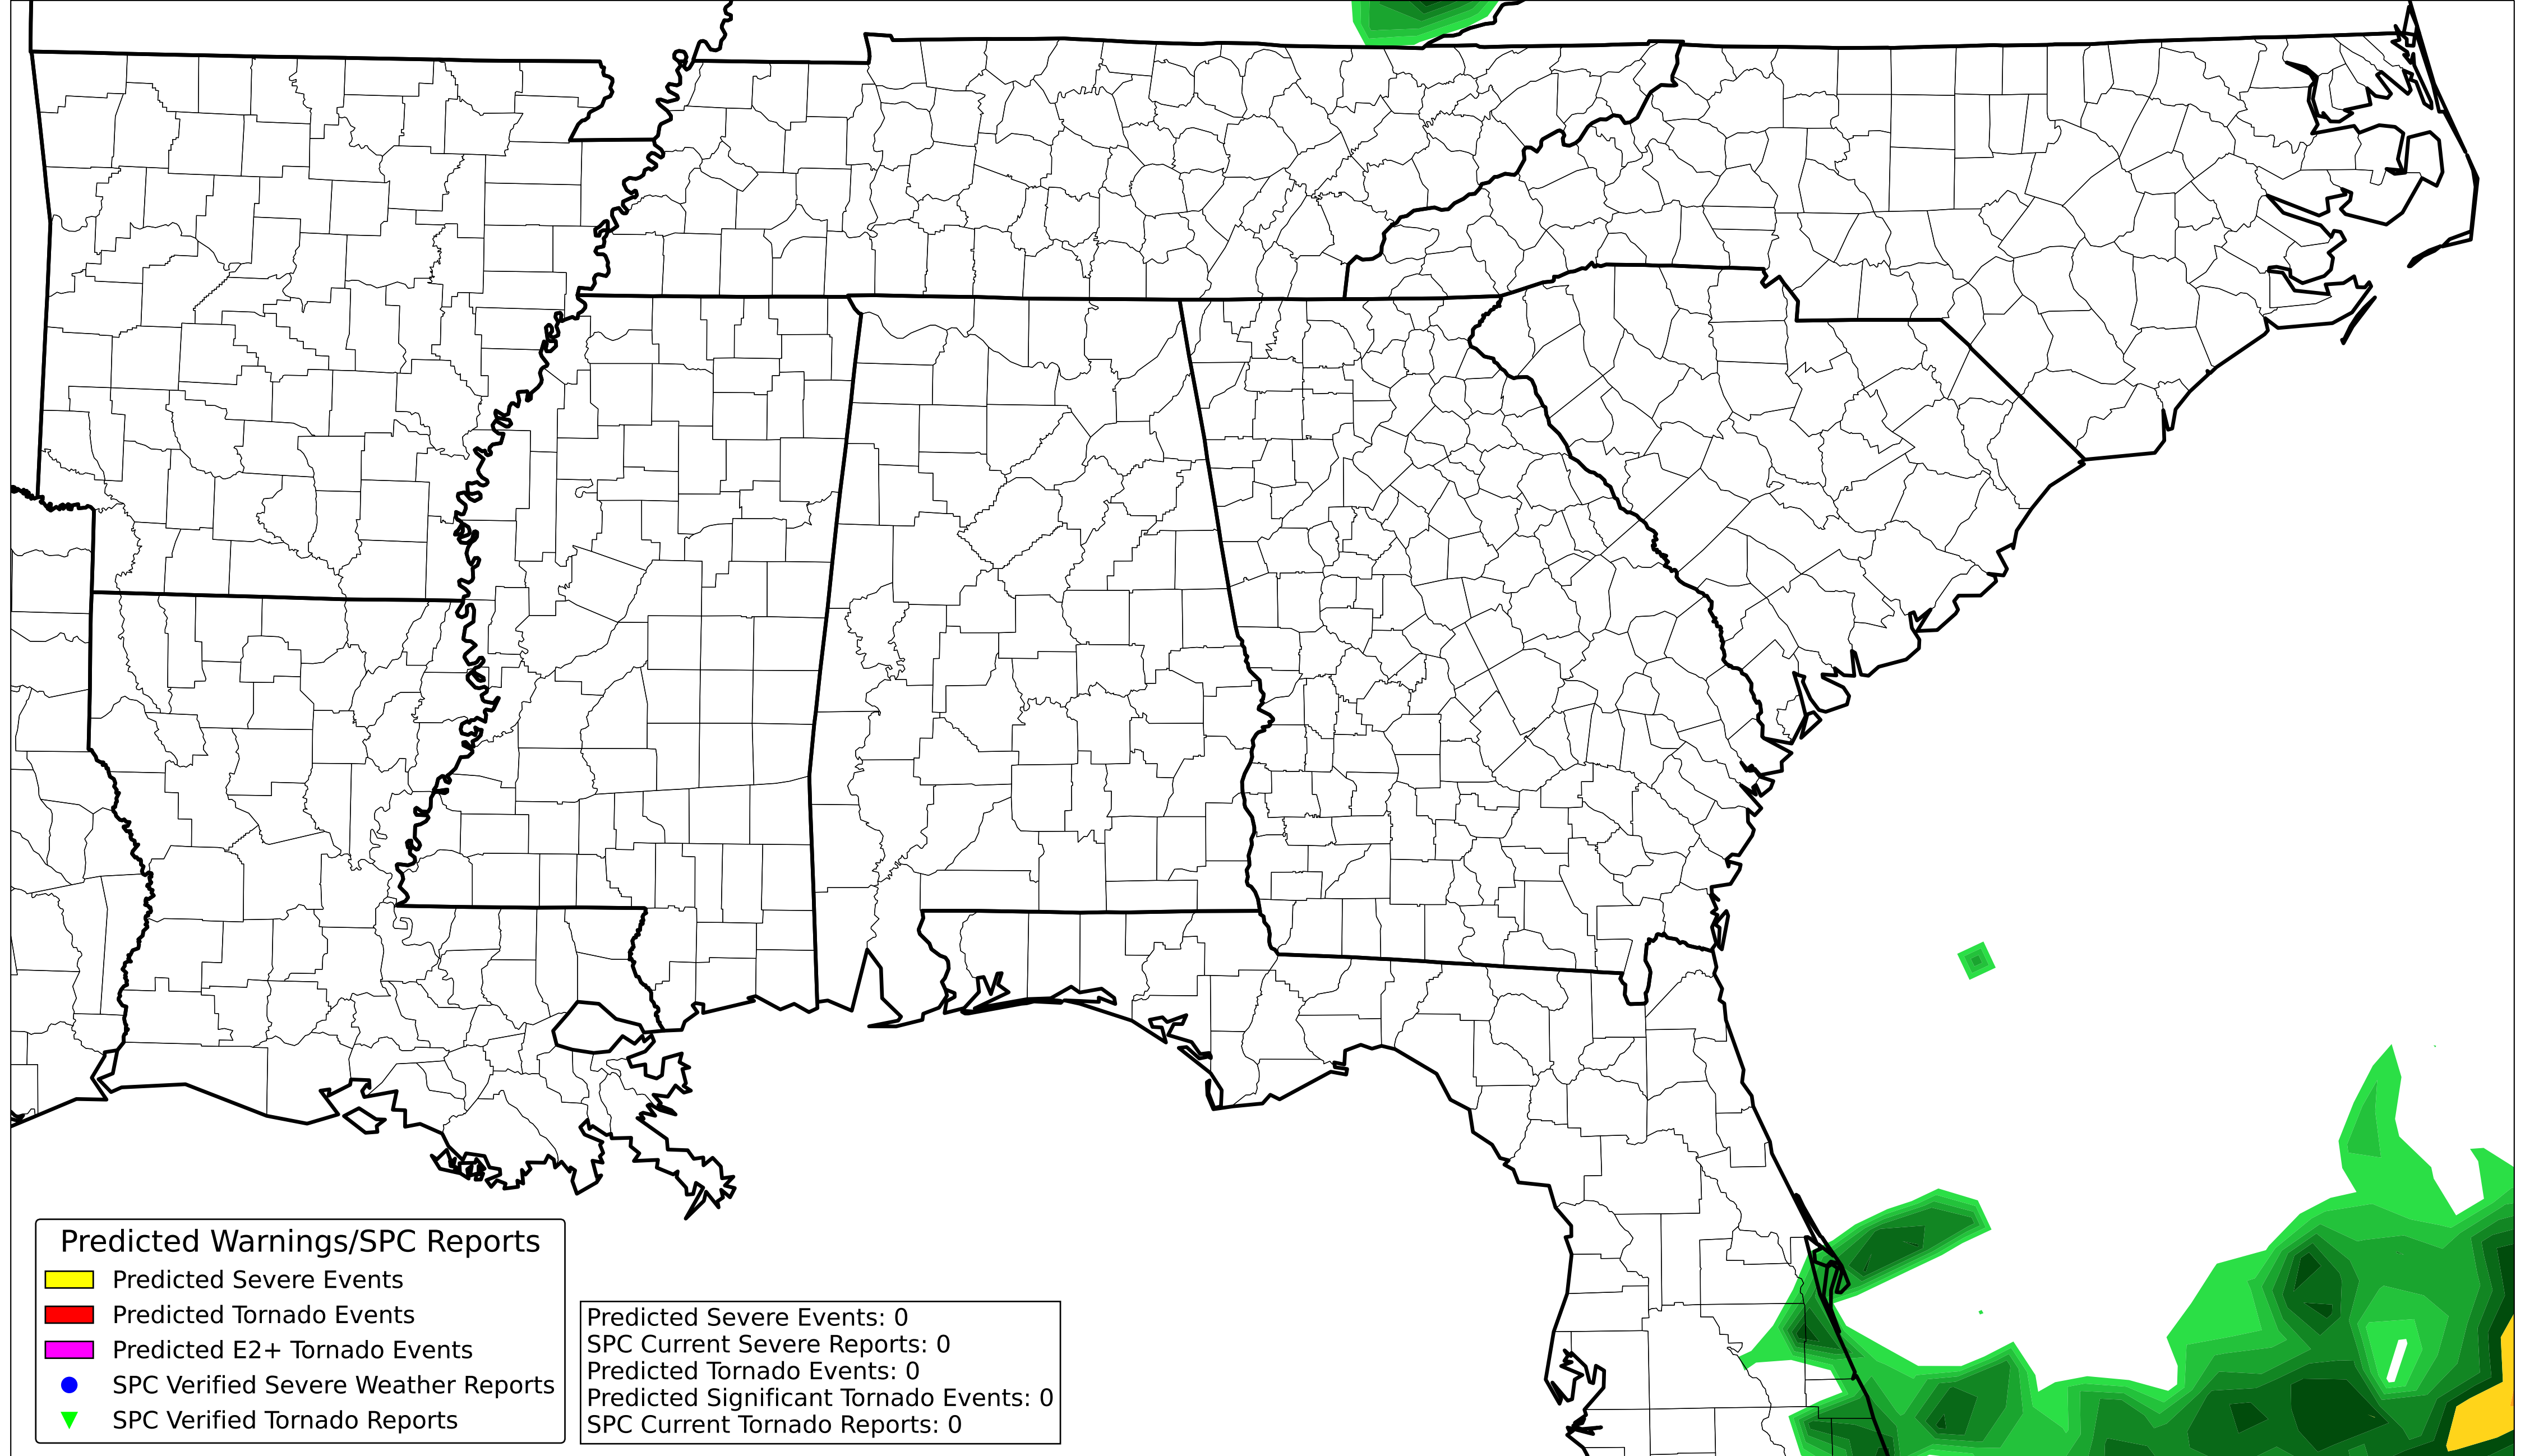 Predicted Warnings/SPC Reports
Predicted Severe Events
Predicted Tornado Events
Predicted E2+ Tornado Events
SPC Verified Severe Weather Reports
SPC Verified Tornado Reports
Predicted Severe Events: 0
SPC Current Severe Reports: 0
Predicted Tornado Events: 0
Predicted Significant Tornado Events: 0
SPC Current Tornado Reports: 0